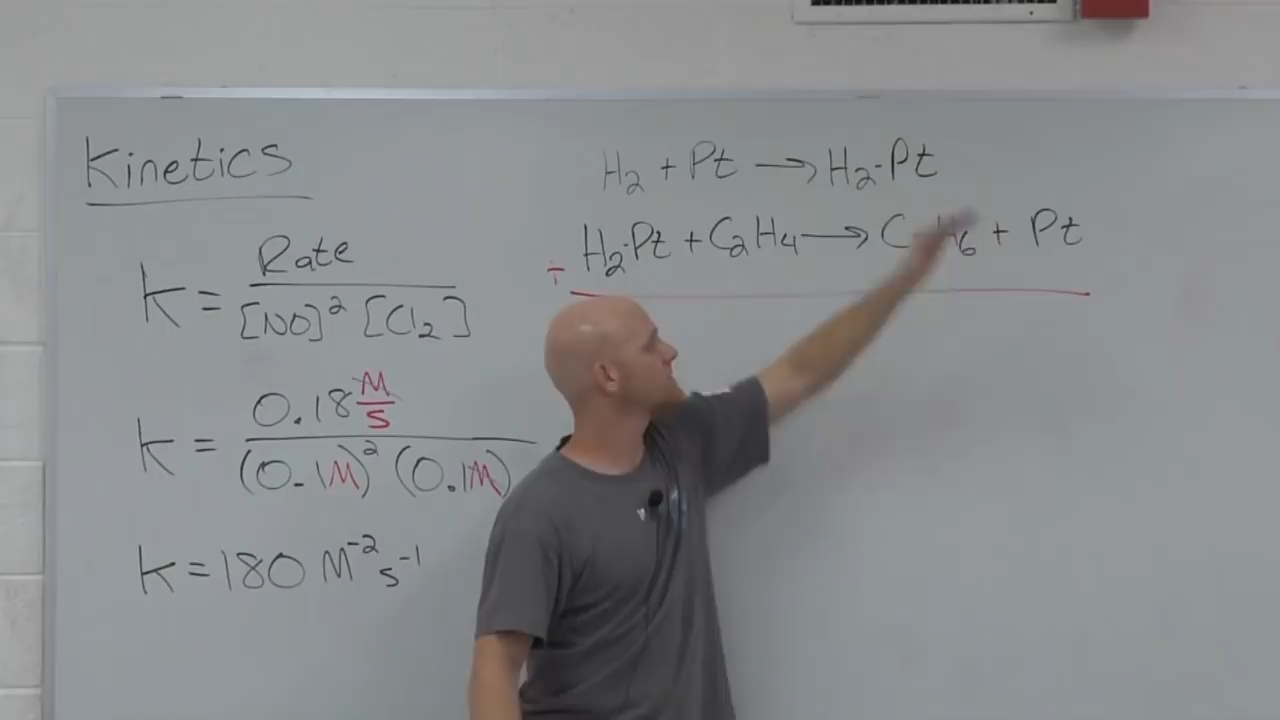 Kinetics
k = Rate / [NO]² [Cl₂]
k = 0.18 M/s / (0.1M)² (0.1M)
k = 180 M⁻² s⁻¹
H₂ + Pt → H₂·Pt
H₂·Pt + C₂H₄ → C H₆ + Pt
+